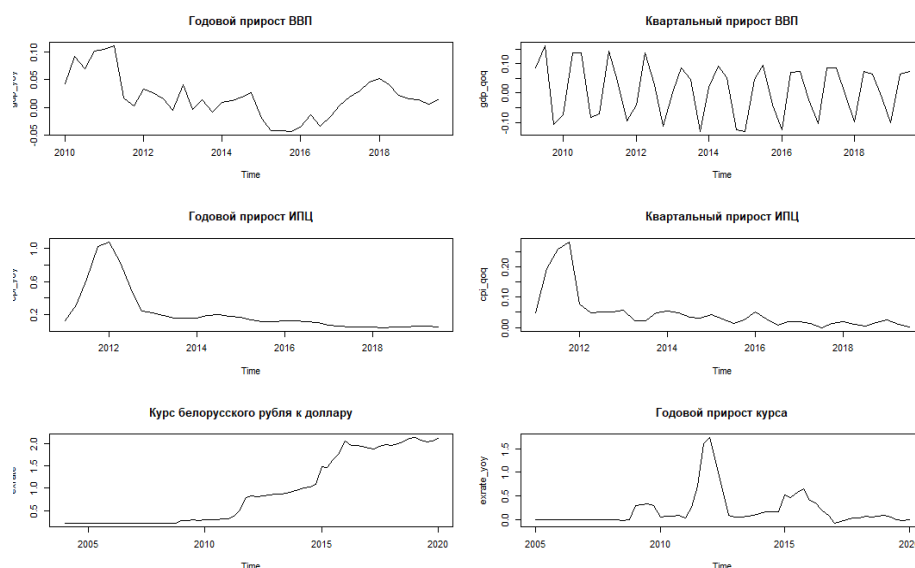 Годовой прирост ВВП
0.10
0.05
0.00
-0.05
2010 2012 2014 2016 2018
Time
Квартальный прирост ВВП
gdp_qoq
0.10
0.00
-0.10
2010 2012 2014 2016 2018
Time
Годовой прирост ИПЦ
1.0
0.6
0.2
2012 2014 2016 2018
Time
Квартальный прирост ИПЦ
cpi_qoq
0.20
0.10
0.00
2012 2014 2016 2018
Time
Курс белорусского рубля к доллару
2.0
1.5
1.0
0.5
2005 2010 2015 2020
Time
Годовой прирост курса
exrate_yoy
1.5
1.0
0.5
0.0
2005 2010 2015 2020
Time